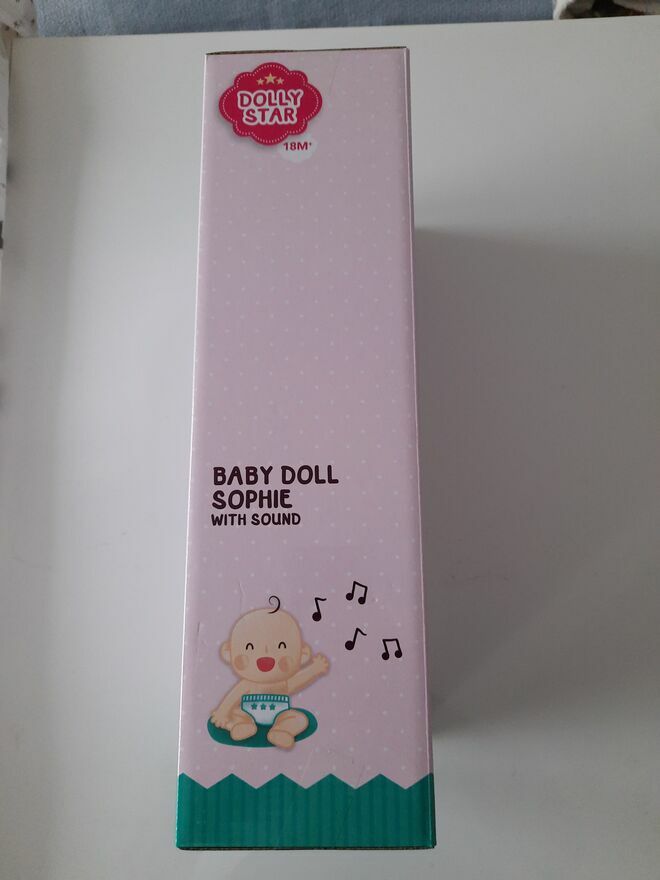 DOLLY
STAR
18M+
BABY DOLL
SOPHIE
WITH SOUND